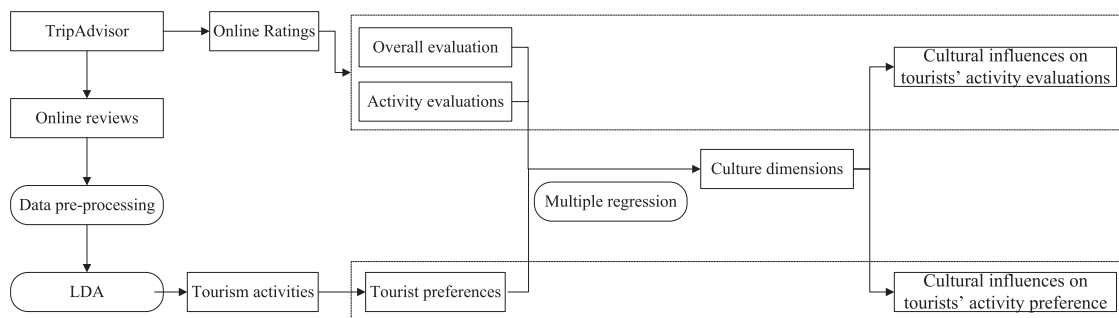 TripAdvisor
Online Ratings
Overall evaluation
Activity evaluations
Cultural influences on
tourists’ activity evaluations
Online reviews
Culture dimensions
Data pre-processing
Multiple regression
LDA
Tourism activities
Tourist preferences
Cultural influences on
tourists’ activity preference